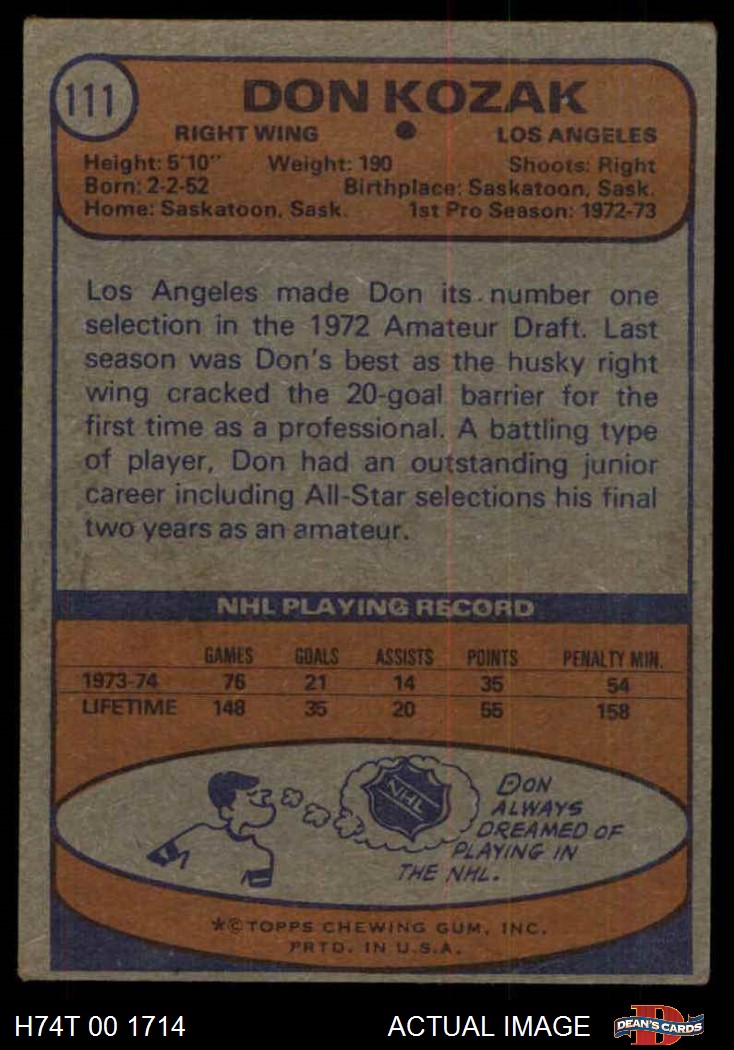 111
DON KOZAK
RIGHT WING ● LOS ANGELES
Height: 5'10" Weight: 190 Shoots: Right
Born: 2-2-52 Birthplace: Saskatoon, Sask.
Home: Saskatoon, Sask. 1st Pro Season: 1972-73
Los Angeles made Don its number one
selection in the 1972 Amateur Draft. Last
season was Don's best as the husky right
wing cracked the 20-goal barrier for the
first time as a professional. A battling type
of player, Don had an outstanding junior
career including All-Star selections his final
two years as an amateur.
NHL PLAYING RECORD
GAMES GOALS ASSISTS POINTS PENALTY MIN.
1973-74 76 21 14 35 54
LIFETIME 148 35 20 55 158
NHL
DON
ALWAYS
DREAMED OF
PLAYING IN
THE NHL.
*©TOPPS CHEWING GUM, INC.
PRTD. IN U.S.A.
H74T 00 1714 ACTUAL IMAGE
D
DEAN'S CARDS